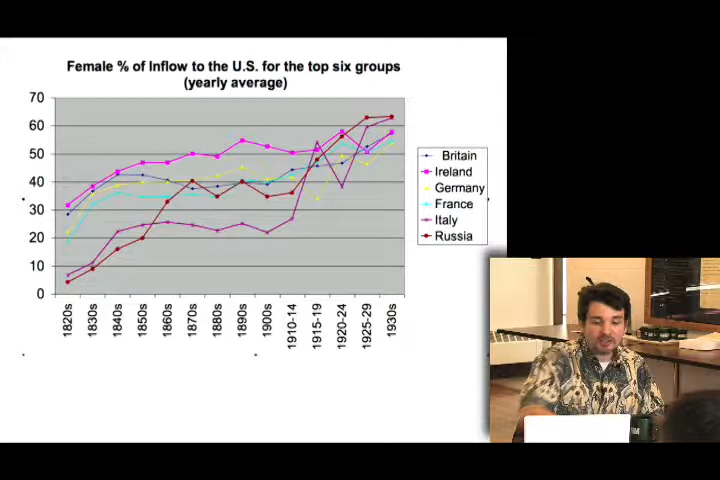 Female % of Inflow to the U.S. for the top six groups
(yearly average)
70
60
50
40
30
20
10
0
1820s
1830s
1840s
1850s
1860s
1870s
1880s
1890s
1900s
1910-14
1915-19
1920-24
1925-29
1930s
Britain
Ireland
Germany
France
Italy
Russia